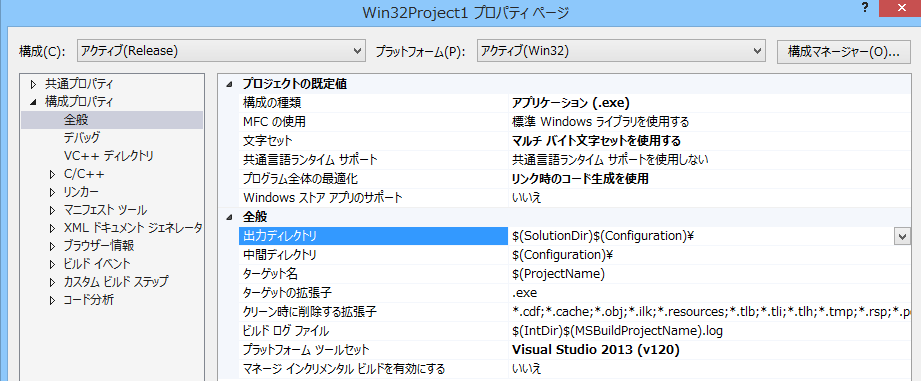 Win32Project1 プロパティ ページ
構成(C): アクティブ(Release) プラットフォーム(P): アクティブ(Win32) 構成マネージャー(O)...
共通プロパティ
構成プロパティ
全般
デバッグ
VC++ ディレクトリ
C/C++
リンカー
マニフェスト ツール
XML ドキュメント ジェネレータ
ブラウザー情報
ビルド イベント
カスタム ビルド ステップ
コード分析
プロジェクトの既定値
構成の種類 アプリケーション (.exe)
MFC の使用 標準 Windows ライブラリを使用する
文字セット マルチ バイト文字セットを使用する
共通言語ランタイム サポート 共通言語ランタイム サポートを使用しない
プログラム全体の最適化 リンク時のコード生成を使用
Windows ストア アプリのサポート いいえ
全般
出力ディレクトリ $(SolutionDir)$(Configuration)¥
中間ディレクトリ $(Configuration)¥
ターゲット名 $(ProjectName)
ターゲットの拡張子 .exe
クリーン時に削除する拡張子 *.cdf;*.cache;*.obj;*.ilk;*.resources;*.tlb;*.tli;*.tlh;*.tmp;*.rsp;*.p
ビルド ログ ファイル $(IntDir)$(MSBuildProjectName).log
プラットフォーム ツールセット Visual Studio 2013 (v120)
マネージ インクリメンタル ビルドを有効にする いいえ